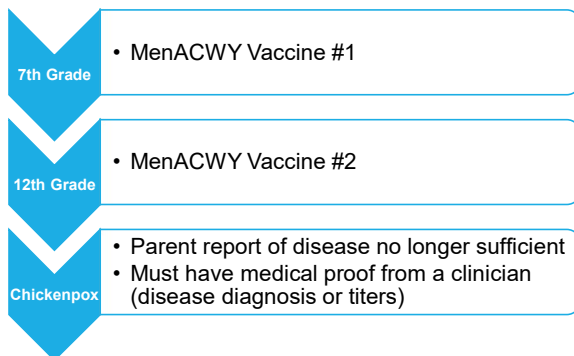 7th Grade
• MenACWY Vaccine #1
12th Grade
• MenACWY Vaccine #2
Chickenpox
• Parent report of disease no longer sufficient
• Must have medical proof from a clinician
(disease diagnosis or titers)